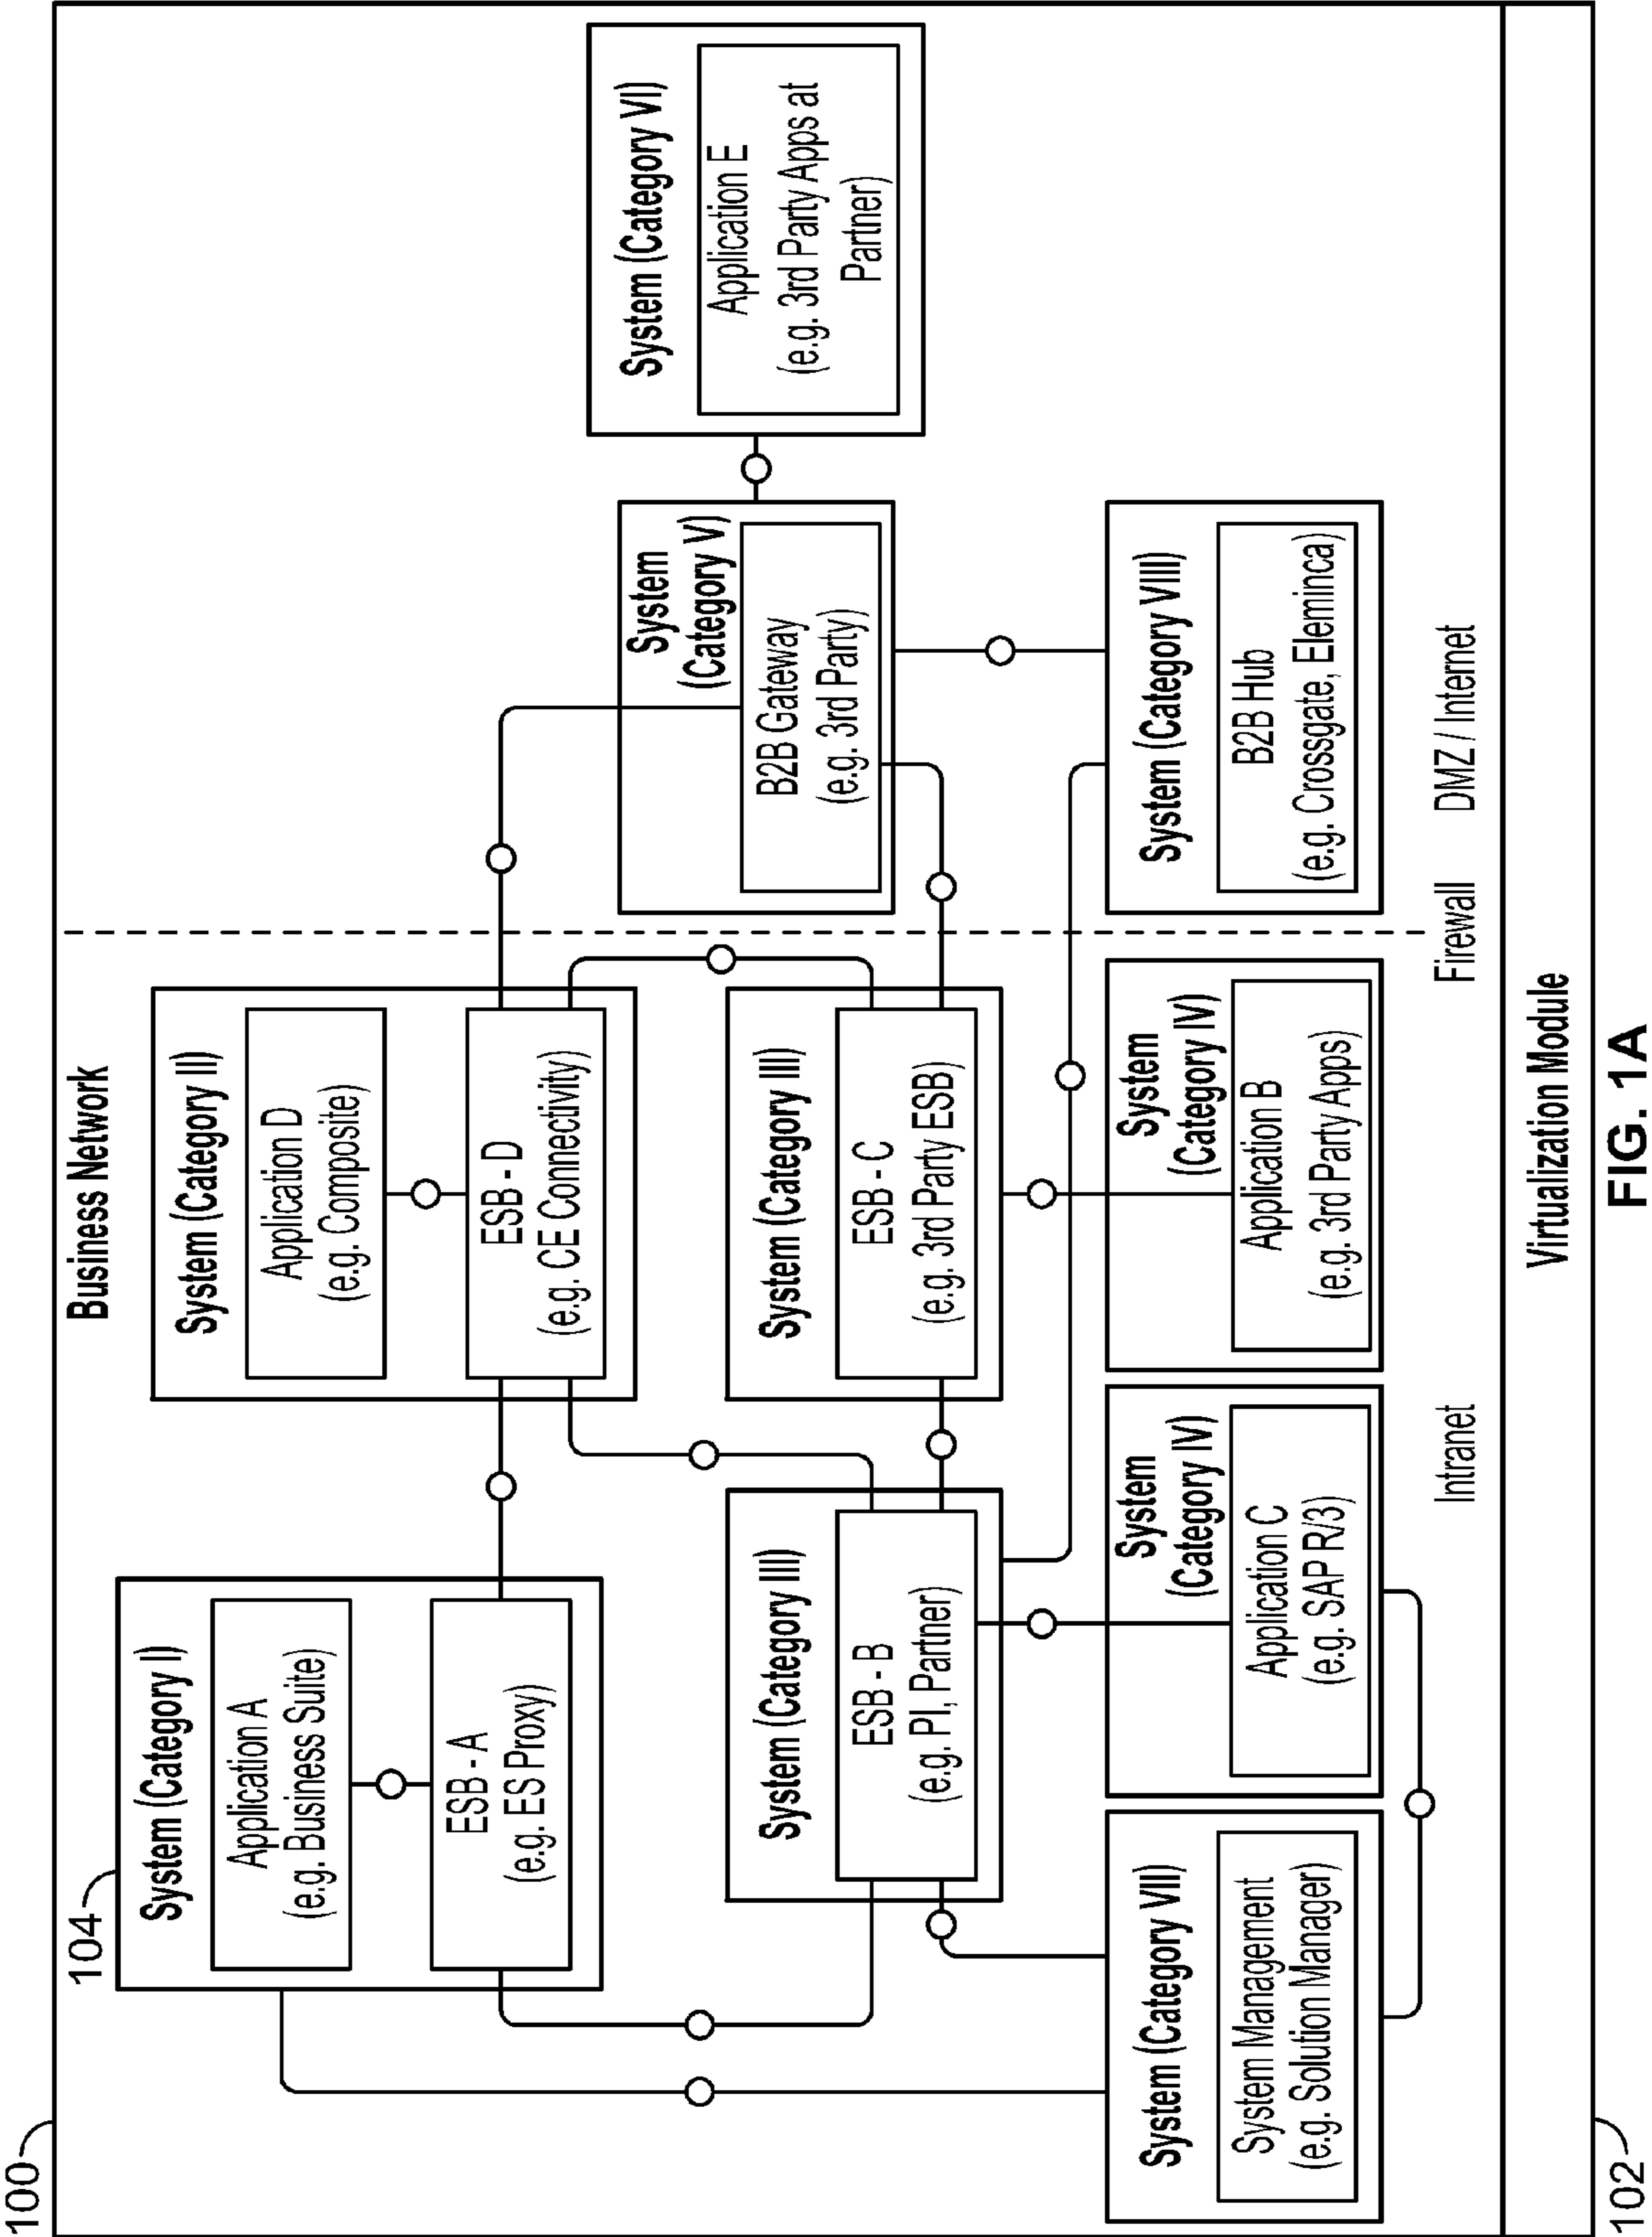 100
Business Network
104
System (Category I)
Application A
(e.g. Business Suite)
ESB - A
(e.g. ES Proxy)
System (Category II)
Application D
(e.g. Composite)
ESB - D
(e.g. CE Connectivity)
System
(Category V)
B2B Gateway
(e.g. 3rd Party)
System (Category VI)
Application E
(e.g. 3rd Party Apps at
Partner)
System (Category III)
ESB - B
(e.g. PI, Partner)
System (Category III)
ESB - C
(e.g. 3rd Party ESB)
System (Category VII)
System Management
(e.g. Solution Manager)
System
(Category IV)
Application C
(e.g. SAP R/3)
System
(Category IV)
Application B
(e.g. 3rd Party Apps)
System (Category VIII)
B2B Hub
(e.g. Crossgate, Eleminca)
Intranet
Firewall
DMZ / Internet
Virtualization Module
102
FIG. 1A